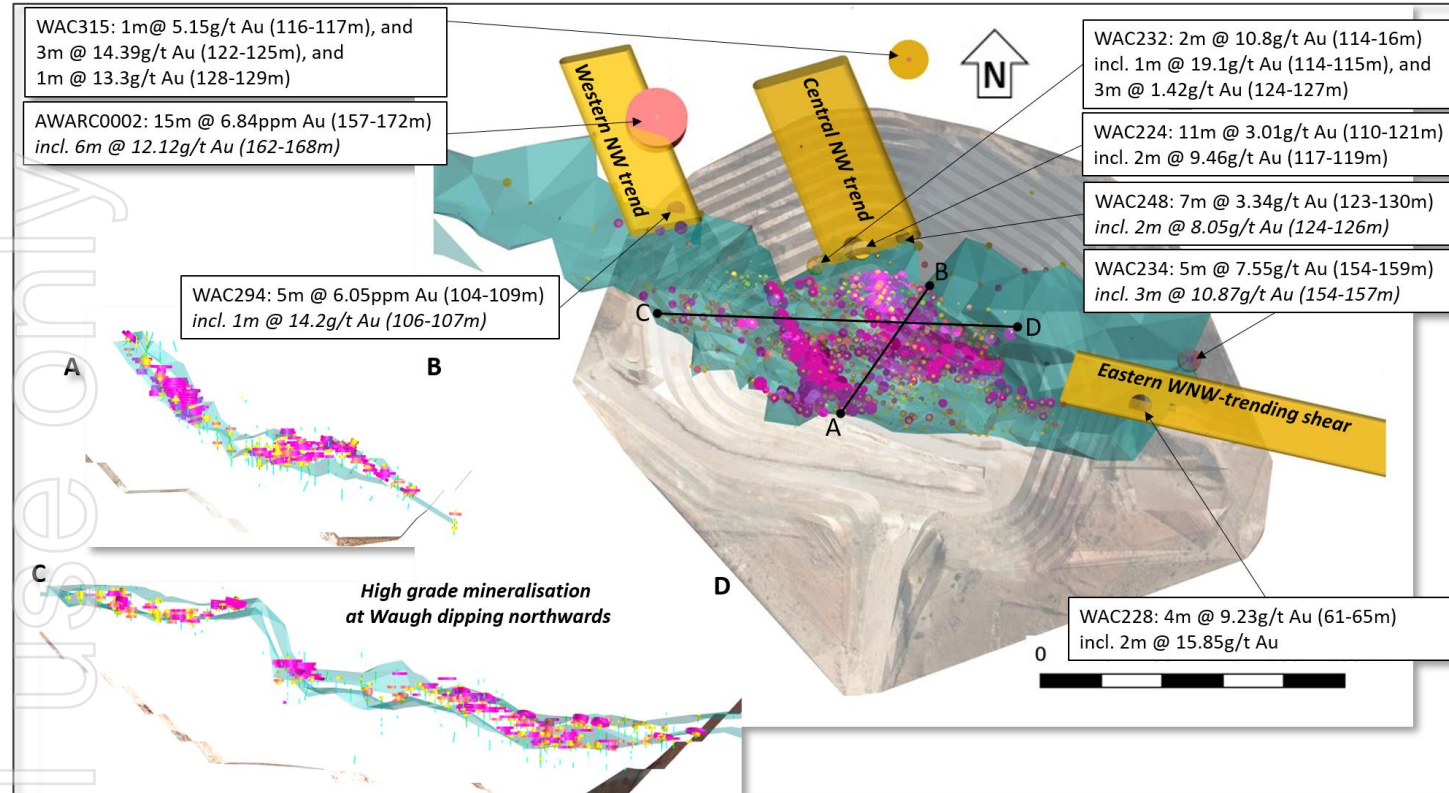 WAC315: 1m@ 5.15g/t Au (116-117m), and
3m @ 14.39g/t Au (122-125m), and
1m @ 13.3g/t Au (128-129m)
AWARC0002: 15m @ 6.84ppm Au (157-172m)
incl. 6m @ 12.12g/t Au (162-168m)
Western NW trend
Central NW trend
N
WAC232: 2m @ 10.8g/t Au (114-16m)
incl. 1m @ 19.1g/t Au (114-115m), and
3m @ 1.42g/t Au (124-127m)
WAC224: 11m @ 3.01g/t Au (110-121m)
incl. 2m @ 9.46g/t Au (117-119m)
WAC248: 7m @ 3.34g/t Au (123-130m)
incl. 2m @ 8.05g/t Au (124-126m)
WAC234: 5m @ 7.55g/t Au (154-159m)
incl. 3m @ 10.87g/t Au (154-157m)
WAC294: 5m @ 6.05ppm Au (104-109m)
incl. 1m @ 14.2g/t Au (106-107m)
B
C
D
A
Eastern WNW-trending shear
A
B
C
D
High grade mineralisation
at Waugh dipping northwards
WAC228: 4m @ 9.23g/t Au (61-65m)
incl. 2m @ 15.85g/t Au
0
l use only